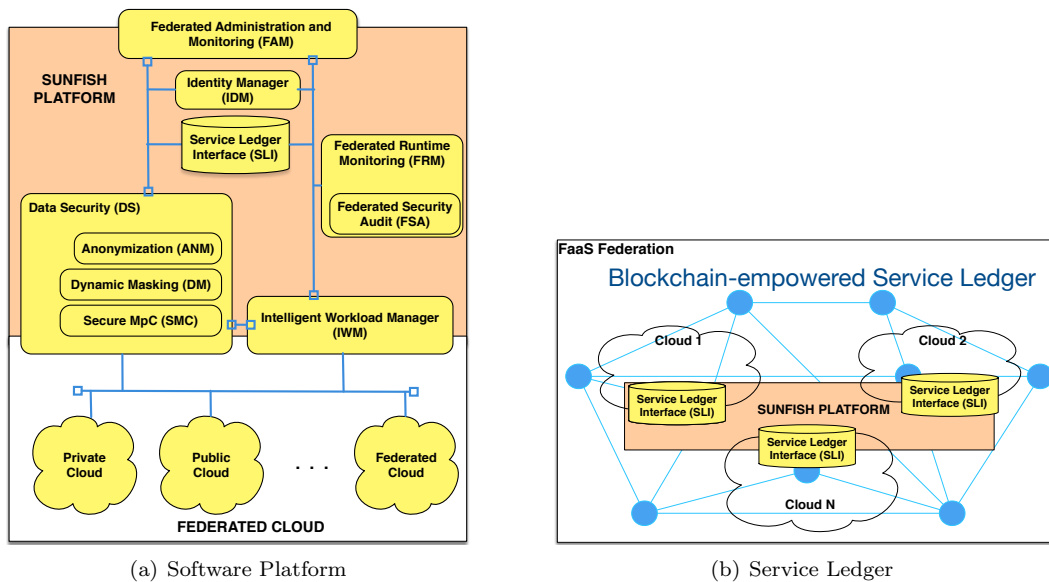 Federated Administration and
Monitoring (FAM)
SUNFISH
PLATFORM
Identity Manager
(IDM)
Service Ledger
Interface (SLI)
Federated Runtime
Monitoring (FRM)
Federated Security
Audit (FSA)
Data Security (DS)
Anonymization (ANM)
Dynamic Masking (DM)
Secure MpC (SMC)
Intelligent Workload Manager
(IWM)
Private
Cloud
Public
Cloud
. . .
Federated
Cloud
FEDERATED CLOUD
(a) Software Platform
FaaS Federation
Blockchain-empowered Service Ledger
Cloud 1
Cloud 2
Service Ledger
Interface (SLI)
SUNFISH PLATFORM
Service Ledger
Interface (SLI)
Service Ledger
Interface (SLI)
Cloud N
(b) Service Ledger